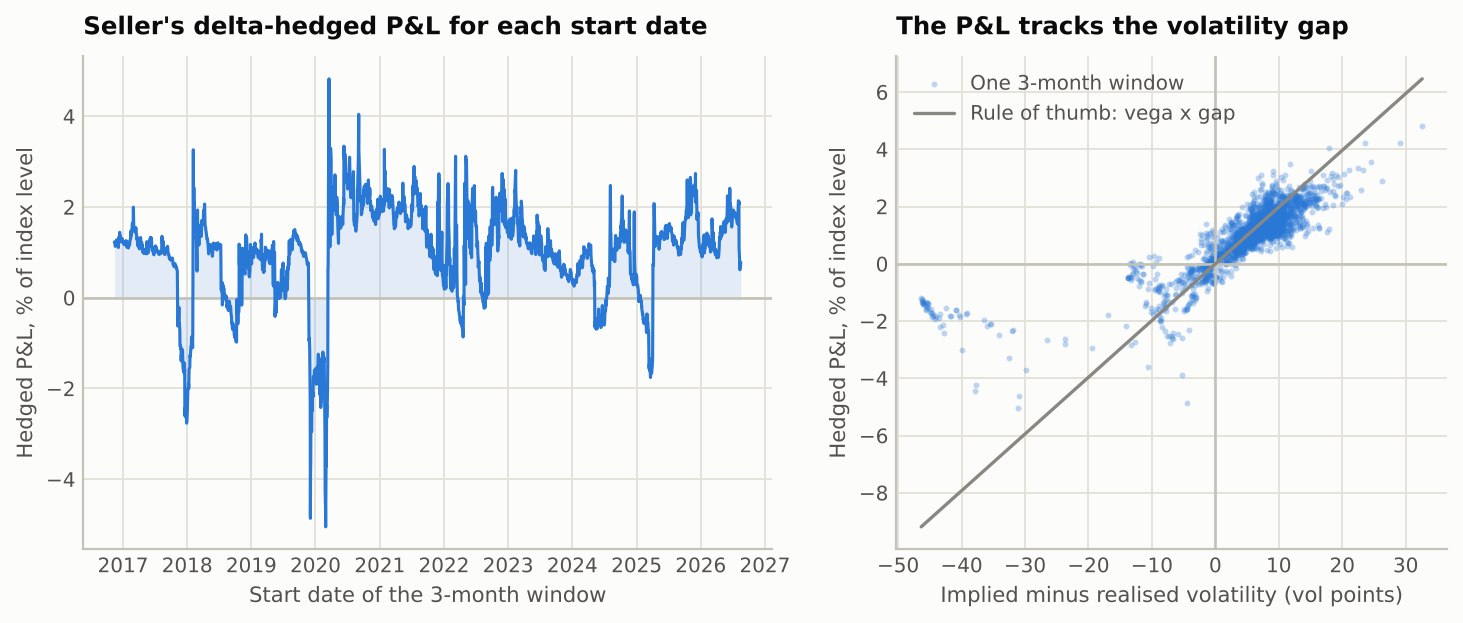 Seller's delta-hedged P&L for each start date
Hedged P&L, % of index level
4
2
0
−2
−4
2017 2018 2019 2020 2021 2022 2023 2024 2025 2026 2027
Start date of the 3-month window
The P&L tracks the volatility gap
One 3-month window
Rule of thumb: vega x gap
Hedged P&L, % of index level
6
4
2
0
−2
−4
−6
−8
−50 −40 −30 −20 −10 0 10 20 30
Implied minus realised volatility (vol points)